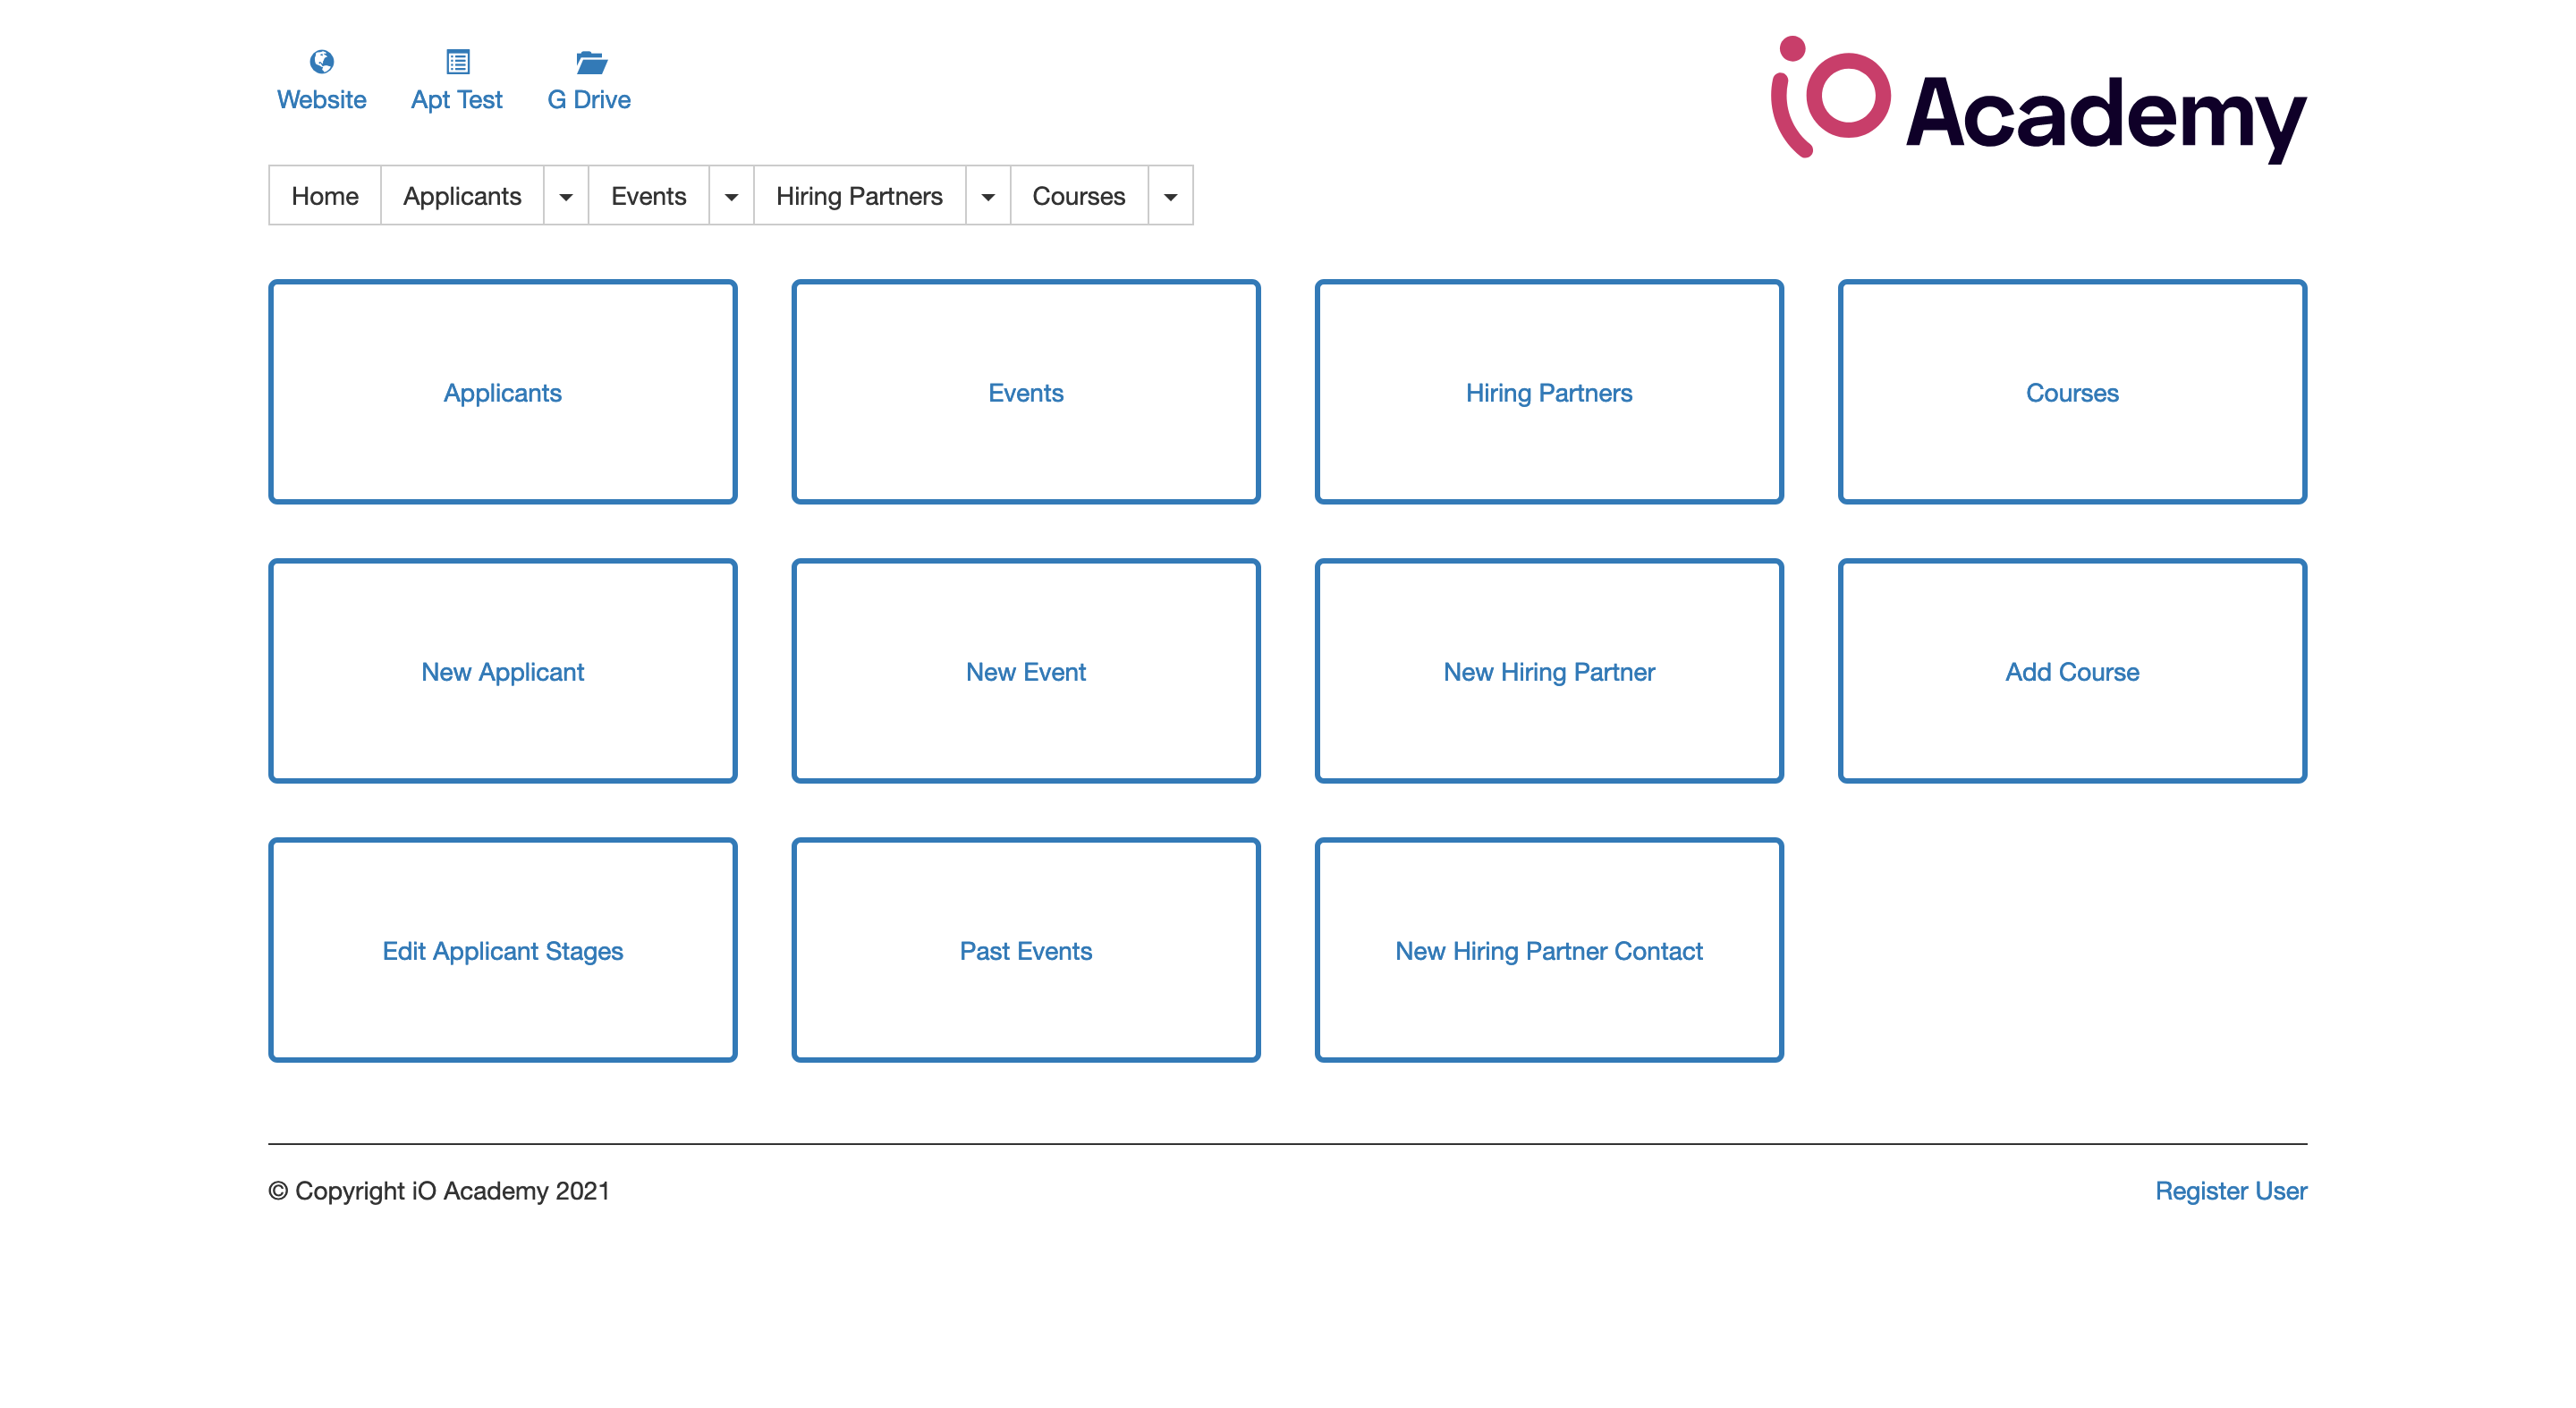 Website Apt Test G Drive
iO Academy
Home Applicants Events Hiring Partners Courses
Applicants Events Hiring Partners Courses
New Applicant New Event New Hiring Partner Add Course
Edit Applicant Stages Past Events New Hiring Partner Contact
© Copyright iO Academy 2021 Register User